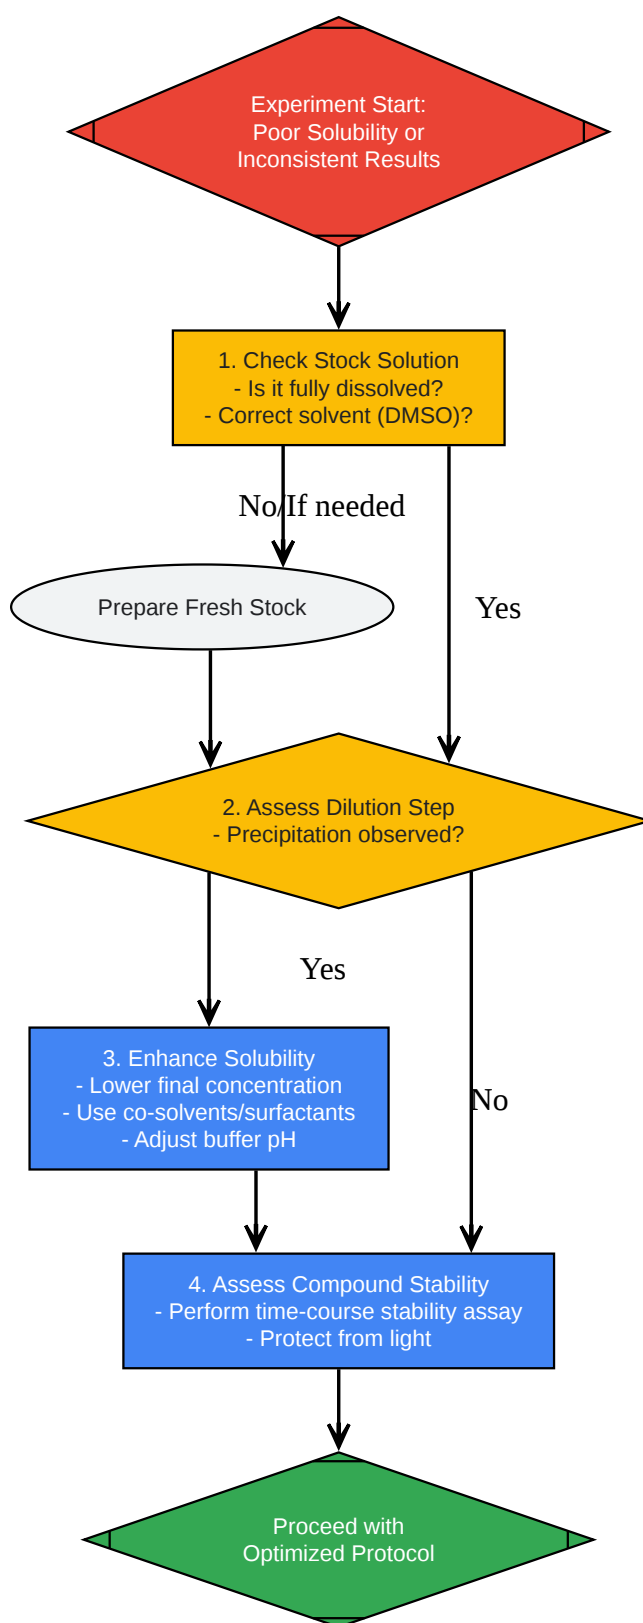 Experiment Start:
Poor Solubility or
Inconsistent Results
1. Check Stock Solution
- Is it fully dissolved?
- Correct solvent (DMSO)?
No/If needed
Prepare Fresh Stock
Yes
2. Assess Dilution Step
- Precipitation observed?
Yes
3. Enhance Solubility
- Lower final concentration
- Use co-solvents/surfactants
- Adjust buffer pH
No
4. Assess Compound Stability
- Perform time-course stability assay
- Protect from light
Proceed with
Optimized Protocol